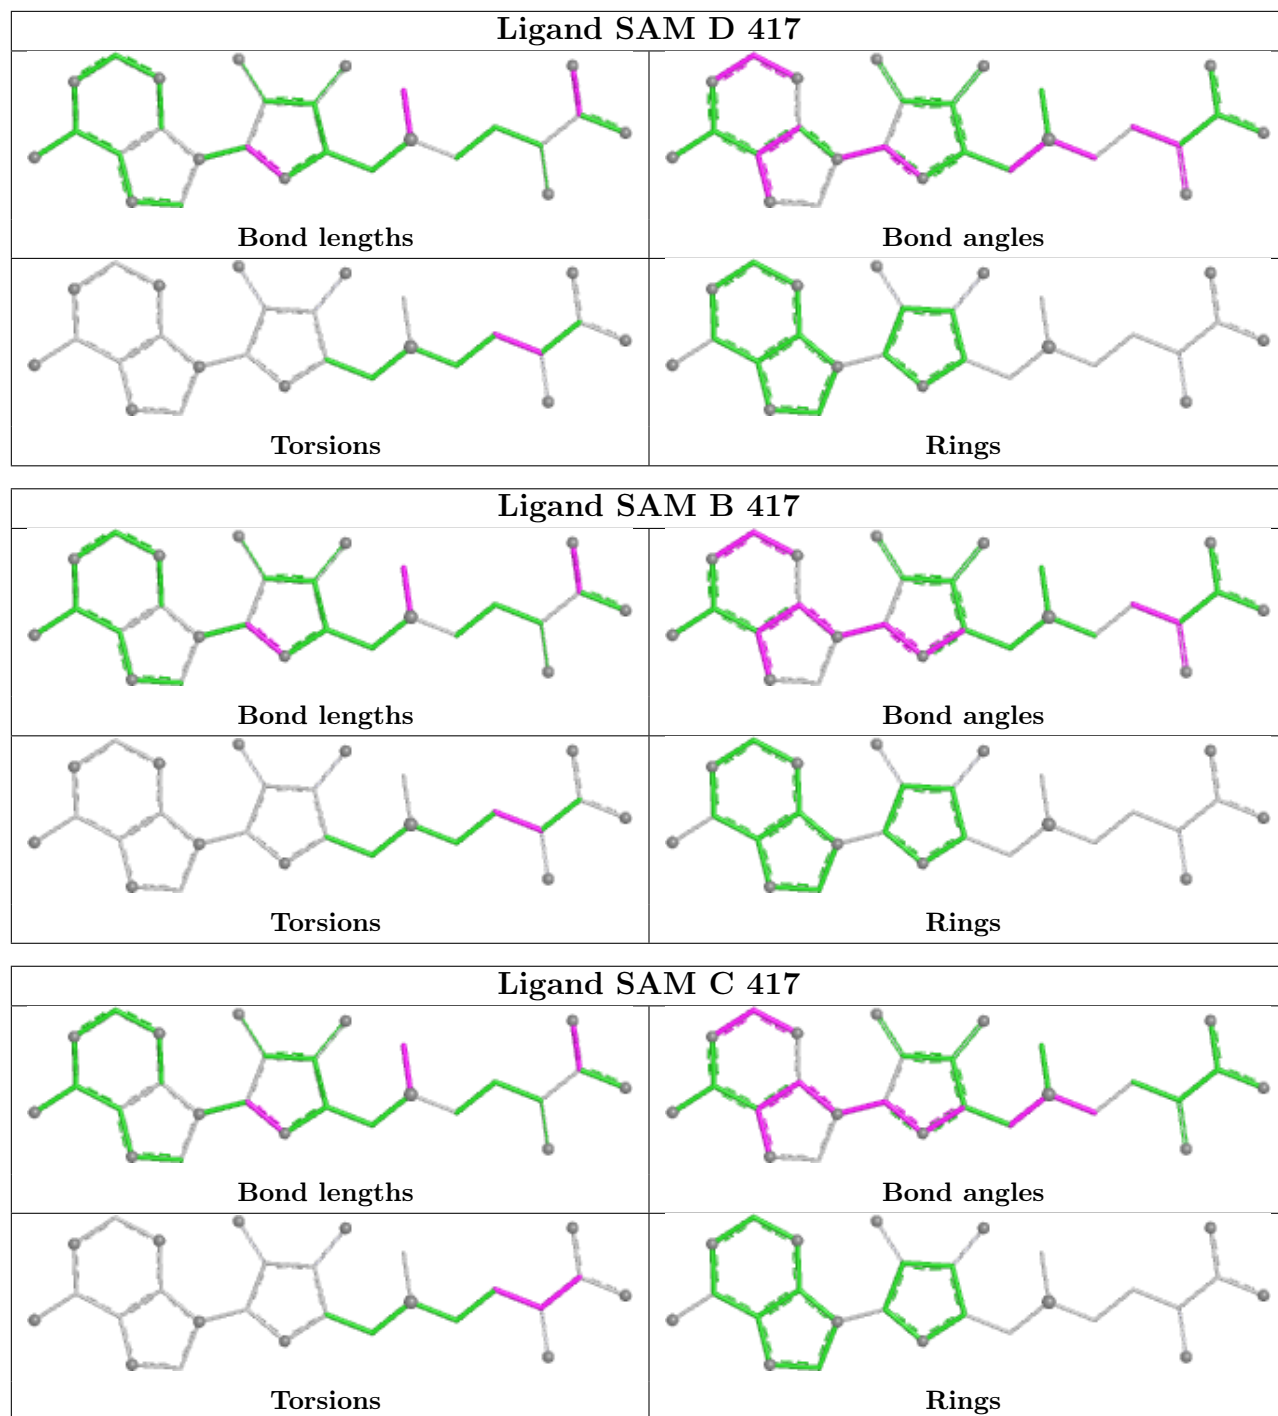 Ligand SAM D 417
Bond lengths
Bond angles
Torsions
Rings
Ligand SAM B 417
Bond lengths
Bond angles
Torsions
Rings
Ligand SAM C 417
Bond lengths
Bond angles
Torsions
Rings